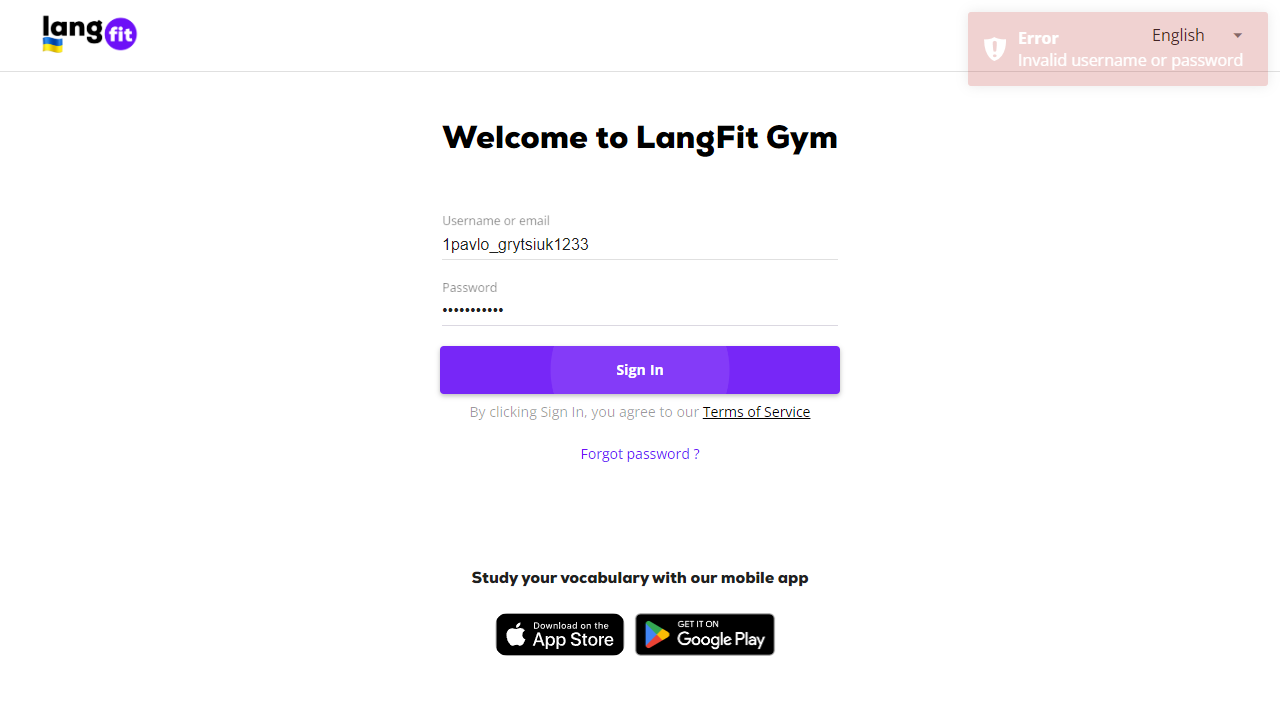 lang fit
English
Error
Invalid username or password
Welcome to LangFit Gym
Username or email
1pavlo_grytsiuk1233
Password
•••••••••••
Sign In
By clicking Sign In, you agree to our Terms of Service
Forgot password ?
Study your vocabulary with our mobile app
Download on the
App Store
GET IT ON
Google Play